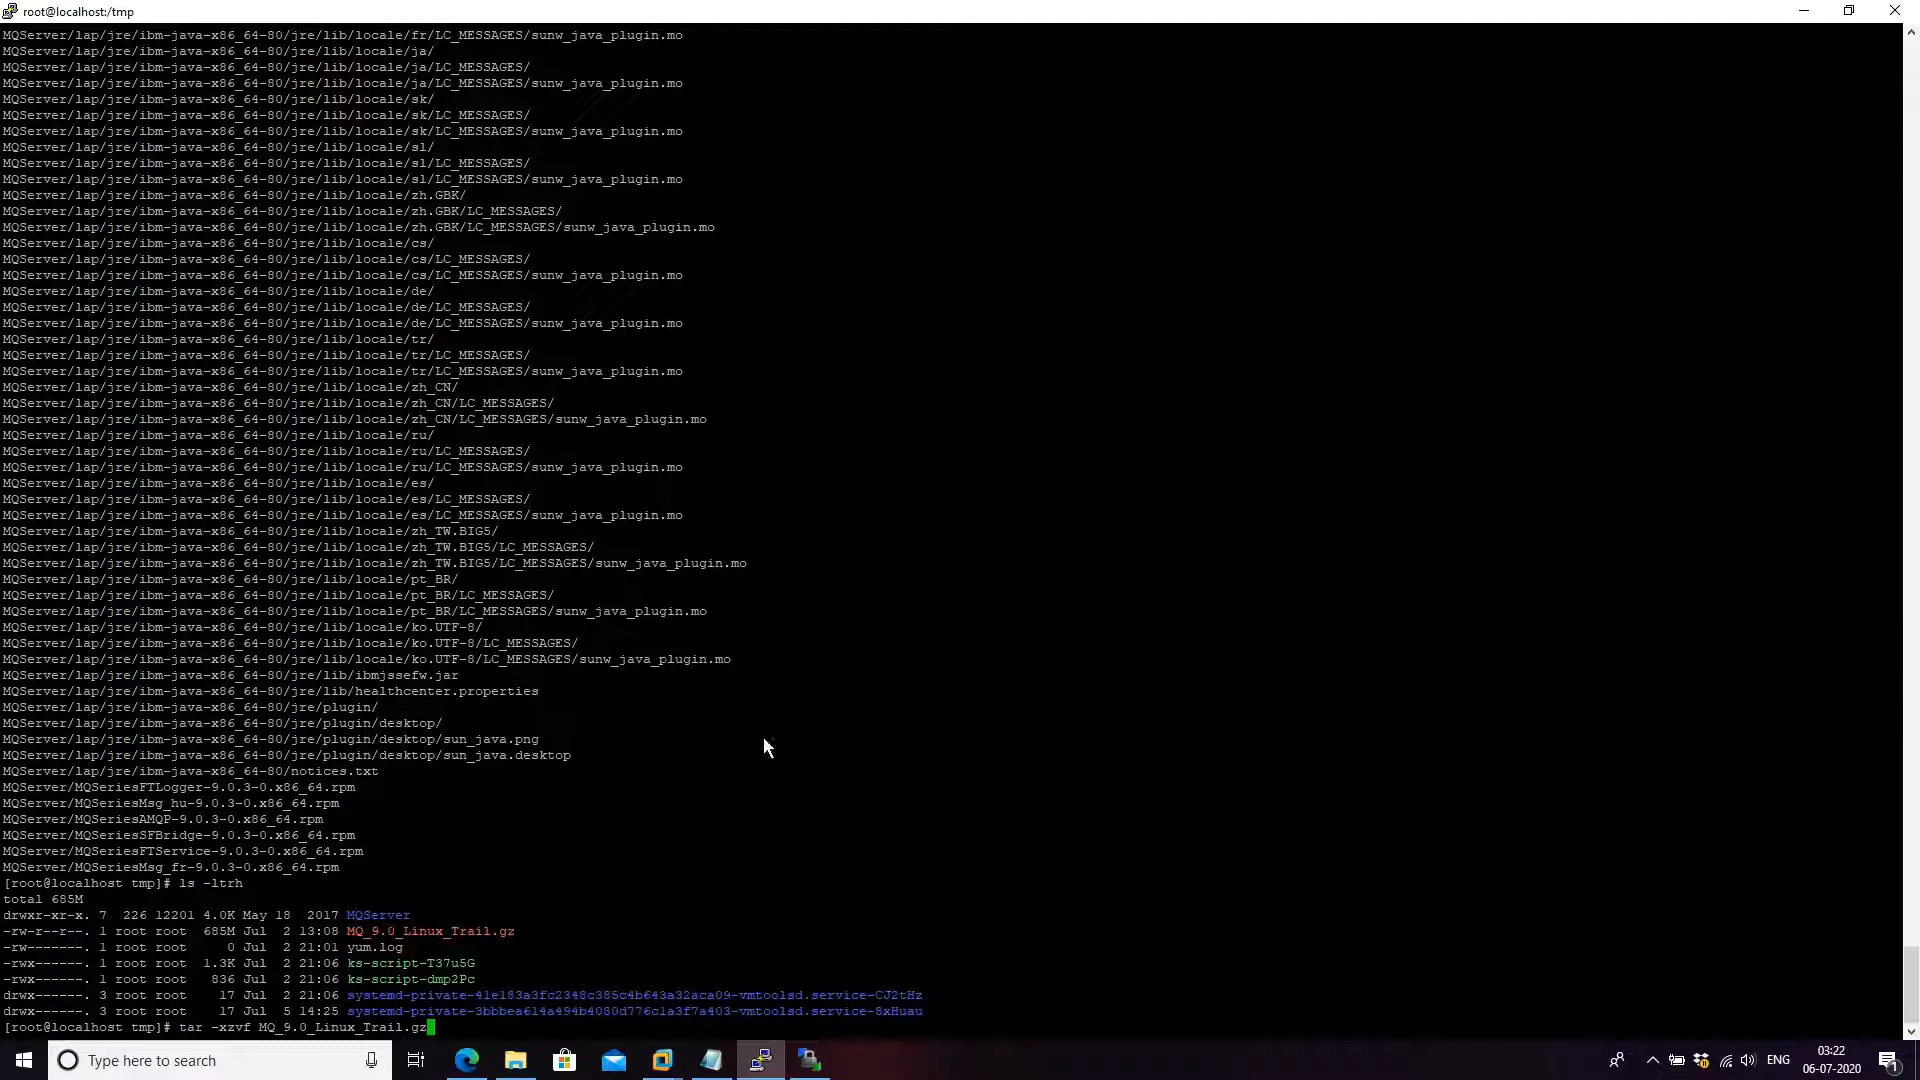 root@localhost:/tmp
MQServer/lap/jre/ibm-java-x86_64-80/jre/lib/locale/fr/LC_MESSAGES/sunw_java_plugin.mo
MQServer/lap/jre/ibm-java-x86_64-80/jre/lib/locale/ja/
MQServer/lap/jre/ibm-java-x86_64-80/jre/lib/locale/ja/LC_MESSAGES/
MQServer/lap/jre/ibm-java-x86_64-80/jre/lib/locale/ja/LC_MESSAGES/sunw_java_plugin.mo
MQServer/lap/jre/ibm-java-x86_64-80/jre/lib/locale/sk/
MQServer/lap/jre/ibm-java-x86_64-80/jre/lib/locale/sk/LC_MESSAGES/
MQServer/lap/jre/ibm-java-x86_64-80/jre/lib/locale/sk/LC_MESSAGES/sunw_java_plugin.mo
MQServer/lap/jre/ibm-java-x86_64-80/jre/lib/locale/sl/
MQServer/lap/jre/ibm-java-x86_64-80/jre/lib/locale/sl/LC_MESSAGES/
MQServer/lap/jre/ibm-java-x86_64-80/jre/lib/locale/sl/LC_MESSAGES/sunw_java_plugin.mo
MQServer/lap/jre/ibm-java-x86_64-80/jre/lib/locale/zh.GBK/
MQServer/lap/jre/ibm-java-x86_64-80/jre/lib/locale/zh.GBK/LC_MESSAGES/
MQServer/lap/jre/ibm-java-x86_64-80/jre/lib/locale/zh.GBK/LC_MESSAGES/sunw_java_plugin.mo
MQServer/lap/jre/ibm-java-x86_64-80/jre/lib/locale/cs/
MQServer/lap/jre/ibm-java-x86_64-80/jre/lib/locale/cs/LC_MESSAGES/
MQServer/lap/jre/ibm-java-x86_64-80/jre/lib/locale/cs/LC_MESSAGES/sunw_java_plugin.mo
MQServer/lap/jre/ibm-java-x86_64-80/jre/lib/locale/de/
MQServer/lap/jre/ibm-java-x86_64-80/jre/lib/locale/de/LC_MESSAGES/
MQServer/lap/jre/ibm-java-x86_64-80/jre/lib/locale/de/LC_MESSAGES/sunw_java_plugin.mo
MQServer/lap/jre/ibm-java-x86_64-80/jre/lib/locale/tr/
MQServer/lap/jre/ibm-java-x86_64-80/jre/lib/locale/tr/LC_MESSAGES/
MQServer/lap/jre/ibm-java-x86_64-80/jre/lib/locale/tr/LC_MESSAGES/sunw_java_plugin.mo
MQServer/lap/jre/ibm-java-x86_64-80/jre/lib/locale/zh_CN/
MQServer/lap/jre/ibm-java-x86_64-80/jre/lib/locale/zh_CN/LC_MESSAGES/
MQServer/lap/jre/ibm-java-x86_64-80/jre/lib/locale/zh_CN/LC_MESSAGES/sunw_java_plugin.mo
MQServer/lap/jre/ibm-java-x86_64-80/jre/lib/locale/ru/
MQServer/lap/jre/ibm-java-x86_64-80/jre/lib/locale/ru/LC_MESSAGES/
MQServer/lap/jre/ibm-java-x86_64-80/jre/lib/locale/ru/LC_MESSAGES/sunw_java_plugin.mo
MQServer/lap/jre/ibm-java-x86_64-80/jre/lib/locale/es/
MQServer/lap/jre/ibm-java-x86_64-80/jre/lib/locale/es/LC_MESSAGES/
MQServer/lap/jre/ibm-java-x86_64-80/jre/lib/locale/es/LC_MESSAGES/sunw_java_plugin.mo
MQServer/lap/jre/ibm-java-x86_64-80/jre/lib/locale/zh_TW.BIG5/
MQServer/lap/jre/ibm-java-x86_64-80/jre/lib/locale/zh_TW.BIG5/LC_MESSAGES/
MQServer/lap/jre/ibm-java-x86_64-80/jre/lib/locale/zh_TW.BIG5/LC_MESSAGES/sunw_java_plugin.mo
MQServer/lap/jre/ibm-java-x86_64-80/jre/lib/locale/pt_BR/
MQServer/lap/jre/ibm-java-x86_64-80/jre/lib/locale/pt_BR/LC_MESSAGES/
MQServer/lap/jre/ibm-java-x86_64-80/jre/lib/locale/pt_BR/LC_MESSAGES/sunw_java_plugin.mo
MQServer/lap/jre/ibm-java-x86_64-80/jre/lib/locale/ko.UTF-8/
MQServer/lap/jre/ibm-java-x86_64-80/jre/lib/locale/ko.UTF-8/LC_MESSAGES/
MQServer/lap/jre/ibm-java-x86_64-80/jre/lib/locale/ko.UTF-8/LC_MESSAGES/sunw_java_plugin.mo
MQServer/lap/jre/ibm-java-x86_64-80/jre/lib/ibmjssefw.jar
MQServer/lap/jre/ibm-java-x86_64-80/jre/lib/healthcenter.properties
MQServer/lap/jre/ibm-java-x86_64-80/jre/plugin/
MQServer/lap/jre/ibm-java-x86_64-80/jre/plugin/desktop/
MQServer/lap/jre/ibm-java-x86_64-80/jre/plugin/desktop/sun_java.png
MQServer/lap/jre/ibm-java-x86_64-80/jre/plugin/desktop/sun_java.desktop
MQServer/lap/jre/ibm-java-x86_64-80/notices.txt
MQServer/MQSeriesFTLogger-9.0.3-0.x86_64.rpm
MQServer/MQSeriesMsg_hu-9.0.3-0.x86_64.rpm
MQServer/MQSeriesAMQP-9.0.3-0.x86_64.rpm
MQServer/MQSeriesSFBridge-9.0.3-0.x86_64.rpm
MQServer/MQSeriesFTService-9.0.3-0.x86_64.rpm
MQServer/MQSeriesMsg_fr-9.0.3-0.x86_64.rpm
[root@localhost tmp]# ls -ltrh
total 685M
drwxr-xr-x. 7  226 12201 4.0K May 18  2017 MQServer
-rw-r--r--. 1 root root  685M Jul  2 13:08 MQ_9.0_Linux_Trail.gz
-rw-------. 1 root root     0 Jul  2 21:01 yum.log
-rwx------. 1 root root  1.3K Jul  2 21:06 ks-script-T37u5G
-rwx------. 1 root root   836 Jul  2 21:06 ks-script-dmp2Pc
drwx------. 3 root root    17 Jul  2 21:06 systemd-private-41e183a3fc2348c385c4b643a32aca09-vmtoolsd.service-CJ2tHz
drwx------. 3 root root    17 Jul  5 14:25 systemd-private-3bbbea614a494b4080d776c1a3f7a403-vmtoolsd.service-8xHuau
[root@localhost tmp]# tar -xzvf MQ_9.0_Linux_Trail.gz
Type here to search
ENG
03:22
06-07-2020
1